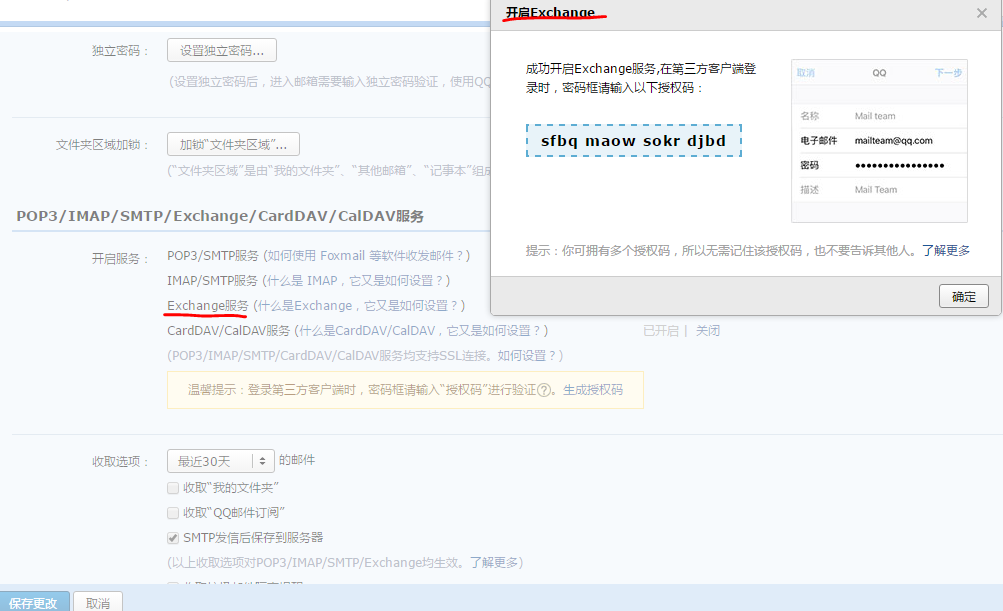 开启Exchange
成功开启Exchange服务,在第三方客户端登
录时，密码框请输入以下授权码：
sfbq maow sokr djbd
取消 QQ 下一步
名称 Mail team
电子邮件 mailteam@qq.com
密码 ●●●●●●●●●●●●●●●
描述 Mail Team
提示：你可拥有多个授权码，所以无需记住该授权码，也不要告诉其他人。了解更多
确定
独立密码： 设置独立密码...
(设置独立密码后，进入邮箱需要输入独立密码验证，使用QQ
文件夹区域加锁： 加锁“文件夹区域”...
(“文件夹区域”是由“我的文件夹”、“其他邮箱”、“记事本”组成
POP3/IMAP/SMTP/Exchange/CardDAV/CalDAV服务
开启服务： POP3/SMTP服务 (如何使用 Foxmail 等软件收发邮件？)
IMAP/SMTP服务 (什么是 IMAP，它又是如何设置？)
Exchange服务 (什么是Exchange，它又是如何设置？)
CardDAV/CalDAV服务 (什么是CardDAV/CalDAV，它又是如何设置？) 已开启 | 关闭
(POP3/IMAP/SMTP/CardDAV/CalDAV服务均支持SSL连接。如何设置？)
温馨提示：登录第三方客户端时，密码框请输入“授权码”进行验证?。生成授权码
收取选项： 最近30天 的邮件
收取“我的文件夹”
收取“QQ邮件订阅”
SMTP发信后保存到服务器
(以上收取选项对POP3/IMAP/SMTP/Exchange均生效。了解更多)
保存更改 取消